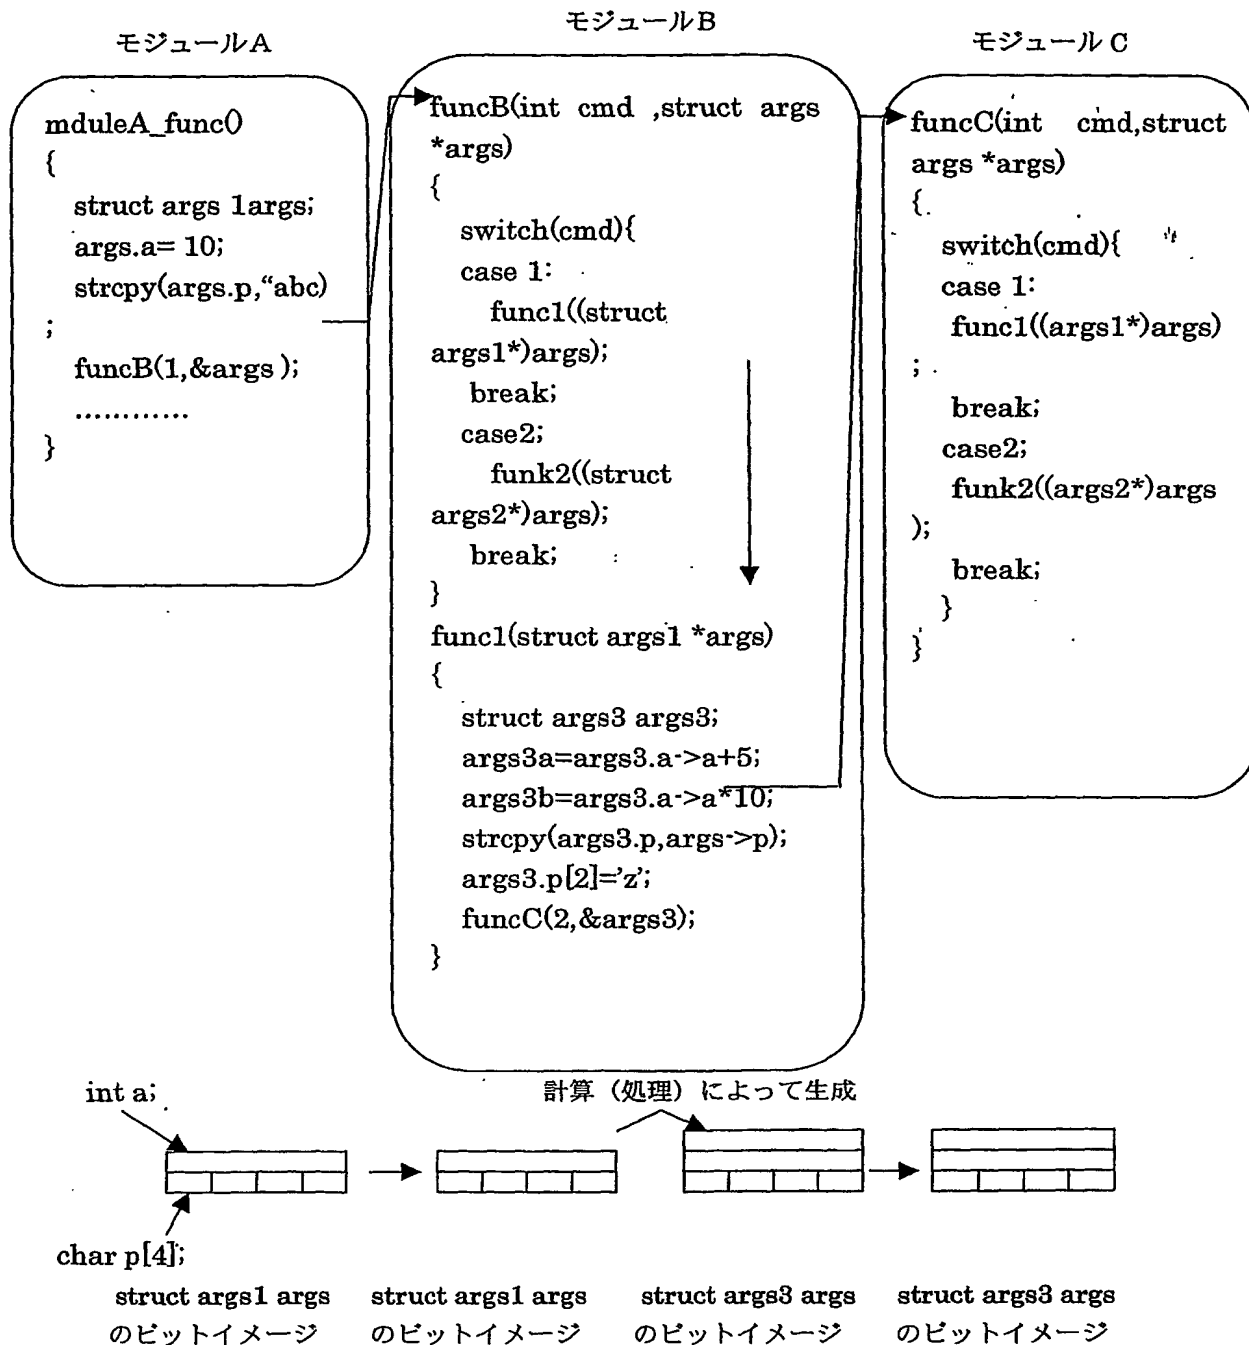 モジュールA
mduleA_func()
{
struct args 1args;
args.a= 10;
strcpy(args.p,“abc)
;
funcB(1,&args );
…………
}
モジュールB
funcB(int cmd ,struct args
*args)
{
switch(cmd){
case 1:
func1((struct
args1*)args);
break;
case2;
funk2((struct
args2*)args);
break;
}
func1(struct args1 *args)
{
struct args3 args3;
args3a=args3.a->a+5;
args3b=args3.a->a*10;
strcpy(args3.p,args->p);
args3.p[2]=’z’;
funcC(2,&args3);
}
モジュールC
funcC(int cmd,struct
args *args)
{
switch(cmd){
case 1:
func1((args1*)args)
;
break;
case2;
funk2((args2*)args
);
break;
}
}
int a;
計算（処理）によって生成
char p[4];
struct args1 args
のビットイメージ
struct args1 args
のビットイメージ
struct args3 args
のビットイメージ
struct args3 args
のビットイメージ